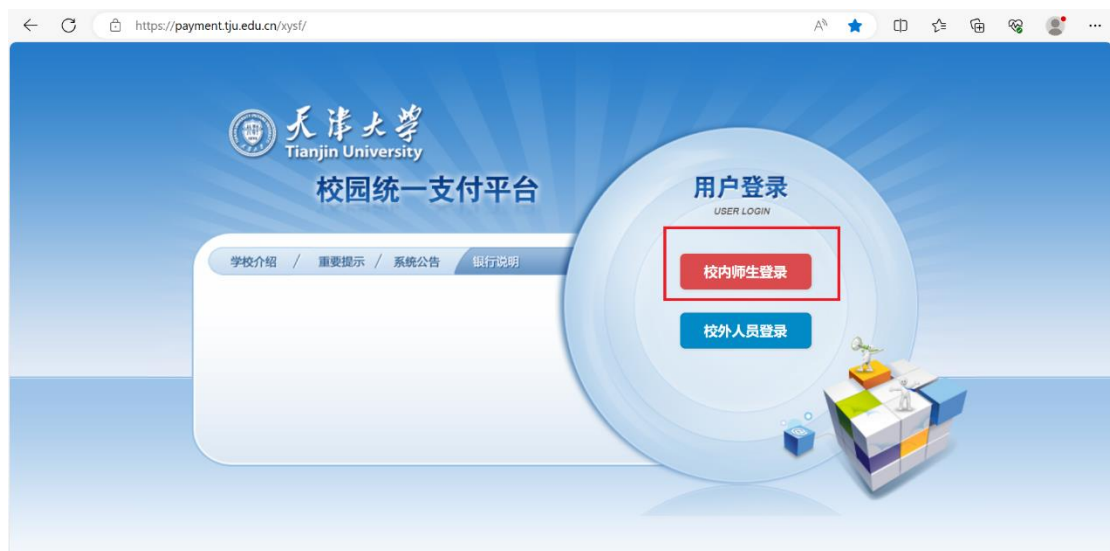 https://payment.tju.edu.cn/xysf/
天津大学
Tianjin University
校园统一支付平台
学校介绍 / 重要提示 / 系统公告 银行说明
用户登录
USER LOGIN
校内师生登录
校外人员登录